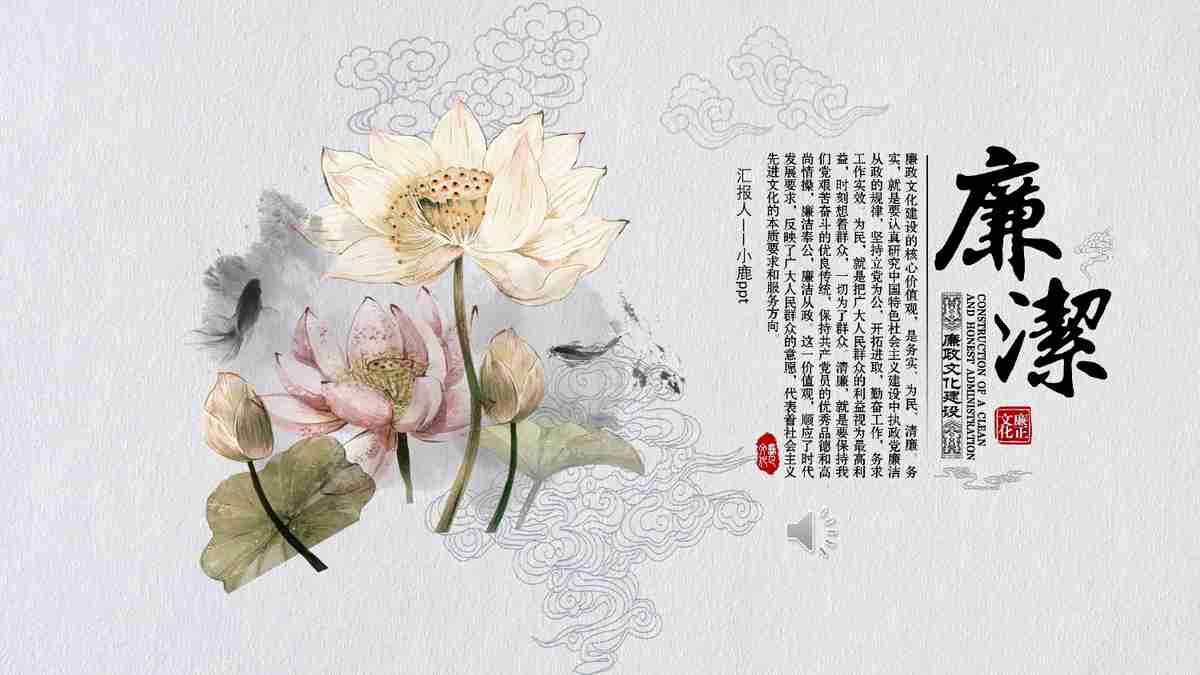 廉潔
CONSTRUCTION OF A CLEAN
AND HONEST ADMINISTRATION
廉政文化建设
廉正文化
廉政文化建设的核心价值观，是务实、为民、清廉。务
实，就是要认真研究中国特色社会主义建设中执政党廉洁
从政的规律，坚持立党为公，开拓进取，勤奋工作，务求
工作实效。为民，就是把广大人民群众的利益视为最高利
益，时刻想着群众，一切为了群众。清廉，就是要保持我
们党艰苦奋斗的优良传统，保持共产党员的优秀品德和高
尚情操，廉洁奉公，廉洁从政。这一价值观，顺应了时代
发展要求，反映了广大人民群众的意愿，代表着社会主义
先进文化的本质要求和服务方向。
汇报人——小鹿ppt